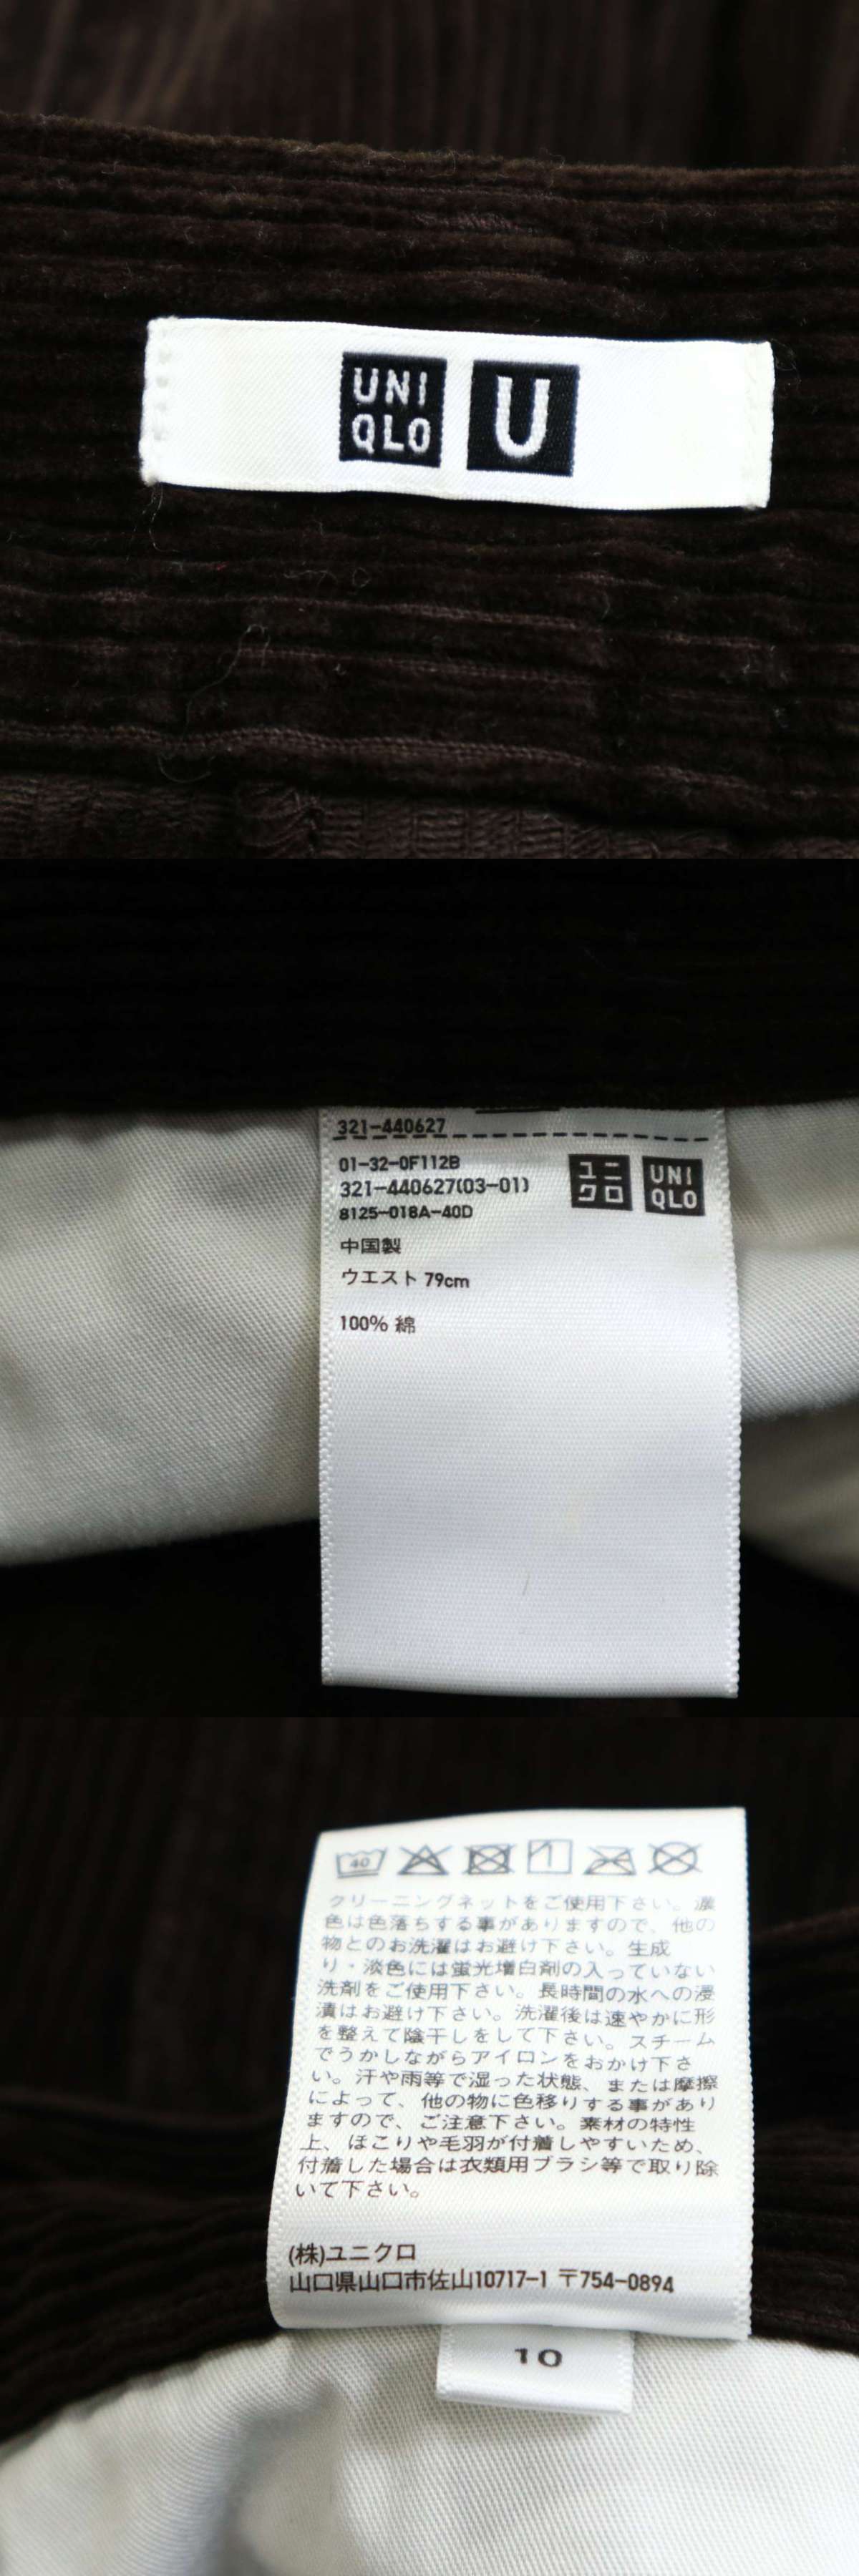 UNI
QLO
U
321-440627
01-32-0F112B
321-440627(03-01)
8125-018A-40D
ユニ
クロ
UNI
QLO
中国製
ウエスト 79cm
100% 綿
40
クリーニングネットをご使用下さい。濃
色は色落ちする事がありますので、他の
物とのお洗濯はお避け下さい。生成
り・淡色には蛍光増白剤の入っていない
洗剤をご使用下さい。長時間の水への浸
漬はお避け下さい。洗濯後は速やかに形
を整えて陰干しをして下さい。スチーム
でうかしながらアイロンをおかけ下さ
い。汗や雨等で湿った状態、または摩擦
によって、他の物に色移りする事があり
ますので、ご注意下さい。素材の特性
上、ほこりや毛羽が付着しやすいため、
付着した場合は衣類用ブラシ等で取り除
いて下さい。
(株)ユニクロ
山口県山口市佐山10717-1 〒754-0894
10